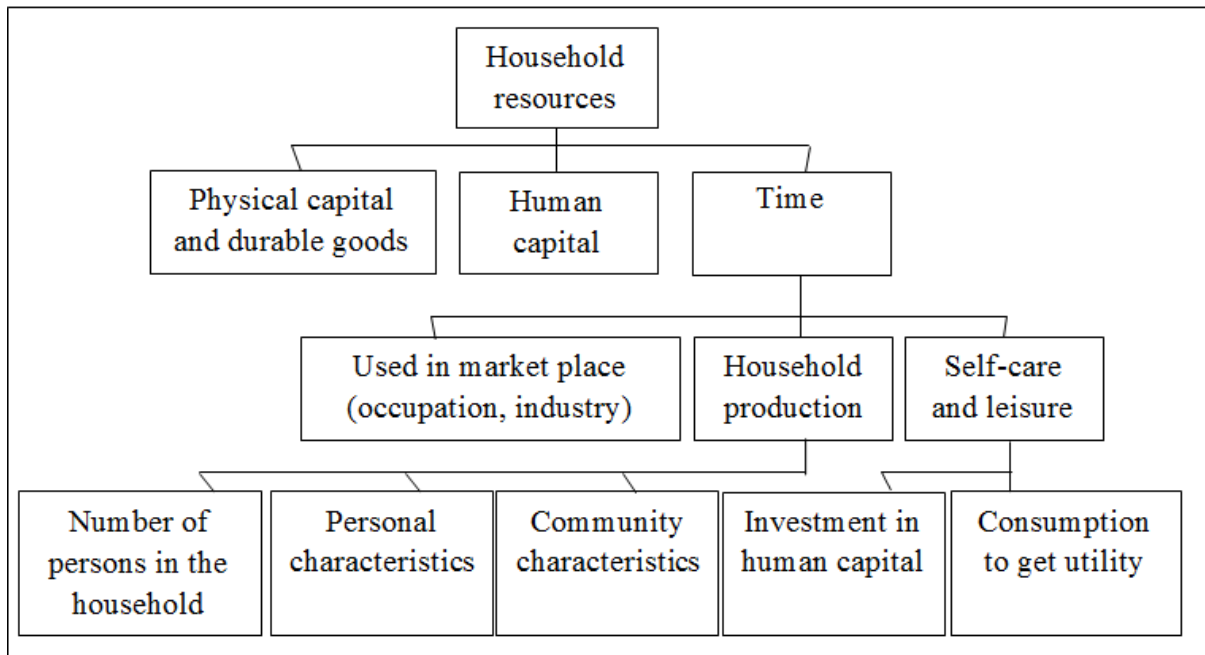 Household
resources
Physical capital
and durable goods
Human
capital
Time
Used in market place
(occupation, industry)
Household
production
Self-care
and leisure
Number of
persons in the
household
Personal
characteristics
Community
characteristics
Investment in
human capital
Consumption
to get utility